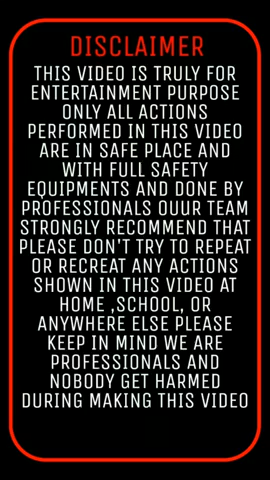 DISCLAIMER
THIS VIDEO IS TRULY FOR
ENTERTAINMENT PURPOSE
ONLY ALL ACTIONS
PERFORMED IN THIS VIDEO
ARE IN SAFE PLACE AND
WITH FULL SAFETY
EQUIPMENTS AND DONE BY
PROFESSIONALS OUUR TEAM
STRONGLY RECOMMEND THAT
PLEASE DON'T TRY TO REPEAT
OR RECREAT ANY ACTIONS
SHOWN IN THIS VIDEO AT
HOME ,SCHOOL, OR
ANYWHERE ELSE PLEASE
KEEP IN MIND WE ARE
PROFESSIONALS AND
NOBODY GET HARMED
DURING MAKING THIS VIDEO